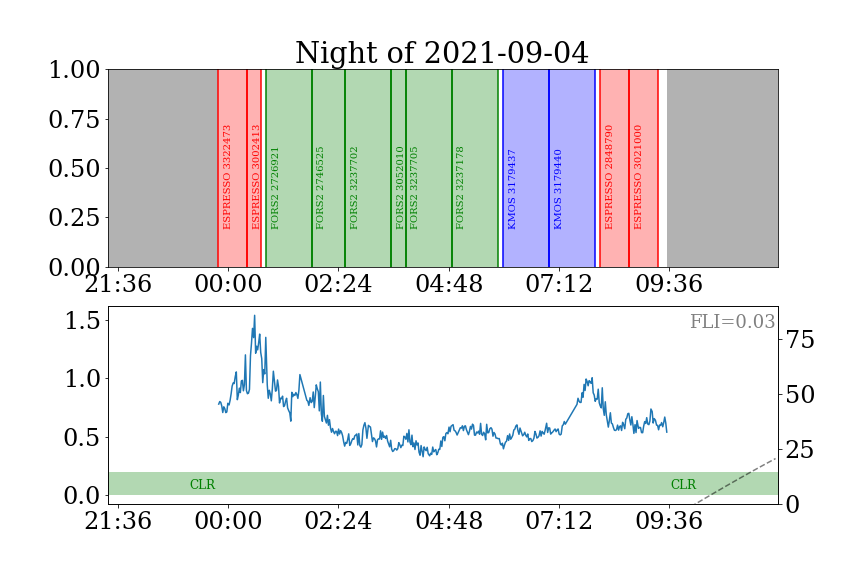 Night of 2021-09-04
1.00
0.75
0.50
0.25
0.00
ESPRESSO 3322473
ESPRESSO 3002413
FORS2 2726921
FORS2 2746525
FORS2 3237702
FORS2 3052010
FORS2 3237705
FORS2 3237178
KMOS 3179437
KMOS 3179440
ESPRESSO 2848790
ESPRESSO 3021000
21:36 00:00 02:24 04:48 07:12 09:36
FLI=0.03
1.5
1.0
0.5
0.0
75
50
25
0
CLR CLR
21:36 00:00 02:24 04:48 07:12 09:36